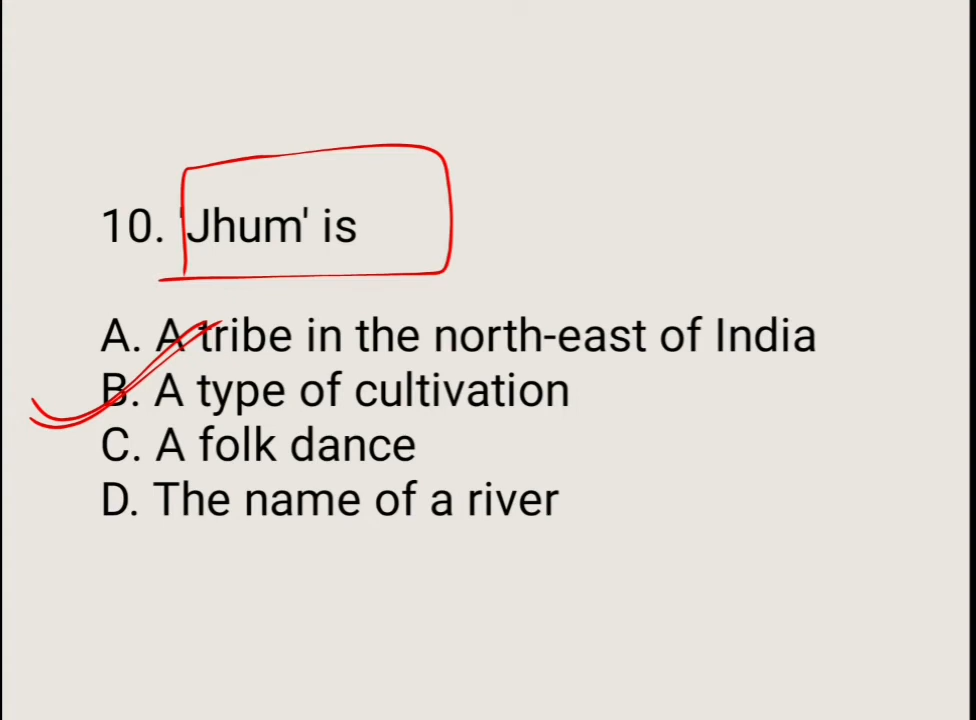 10. 'Jhum' is
A. A tribe in the north-east of India
B. A type of cultivation
C. A folk dance
D. The name of a river